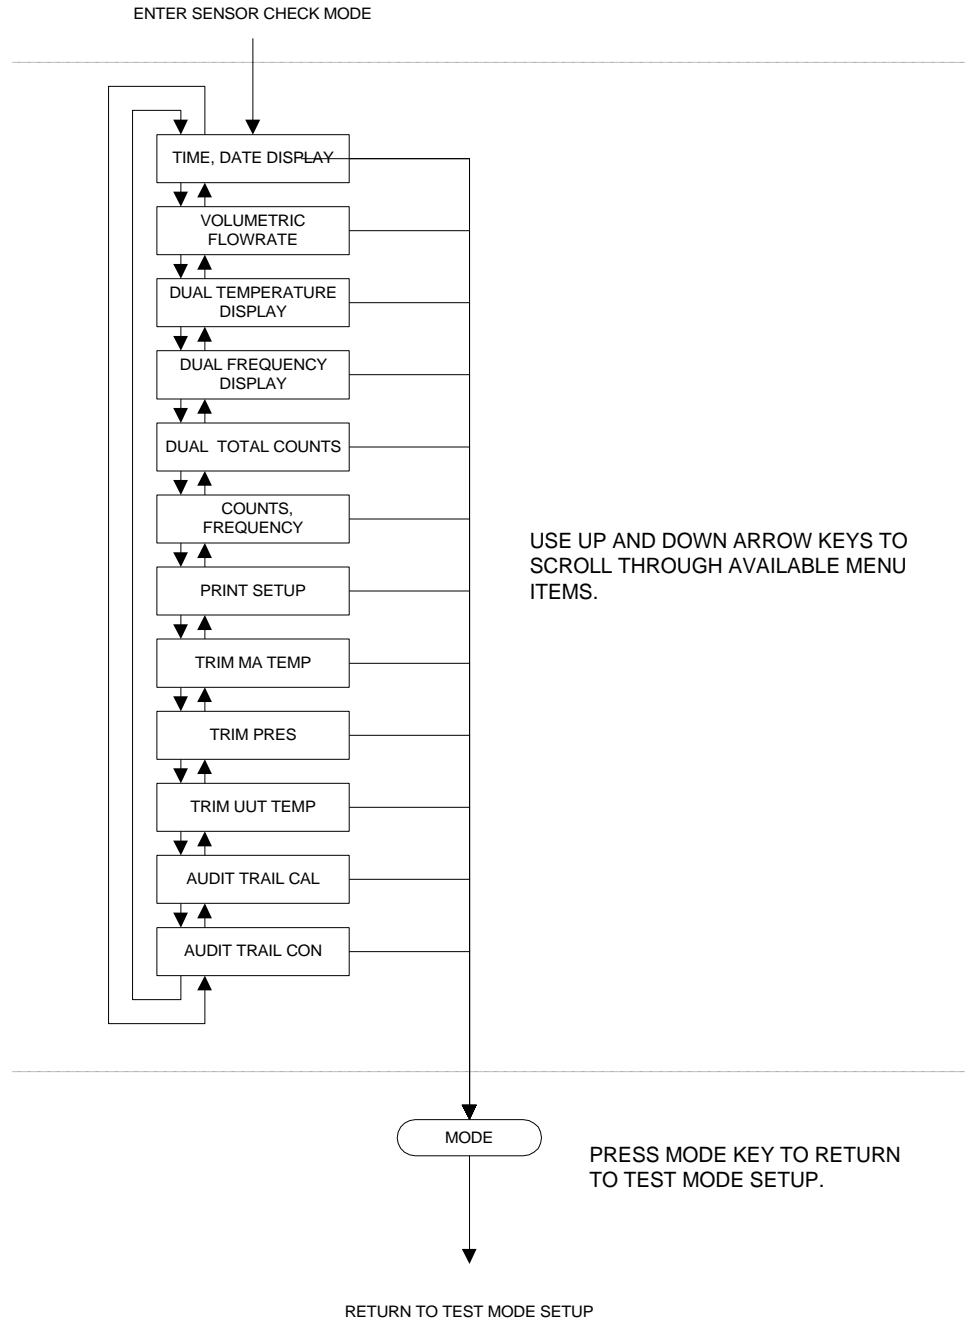 ENTER SENSOR CHECK MODE
TIME, DATE DISPLAY
VOLUMETRIC
FLOWRATE
DUAL TEMPERATURE
DISPLAY
DUAL FREQUENCY
DISPLAY
DUAL  TOTAL COUNTS
COUNTS,
FREQUENCY
PRINT SETUP
TRIM MA TEMP
TRIM PRES
TRIM UUT TEMP
AUDIT TRAIL CAL
AUDIT TRAIL CON
USE UP AND DOWN ARROW KEYS TO
SCROLL THROUGH AVAILABLE MENU
ITEMS.
MODE
PRESS MODE KEY TO RETURN
TO TEST MODE SETUP.
RETURN TO TEST MODE SETUP